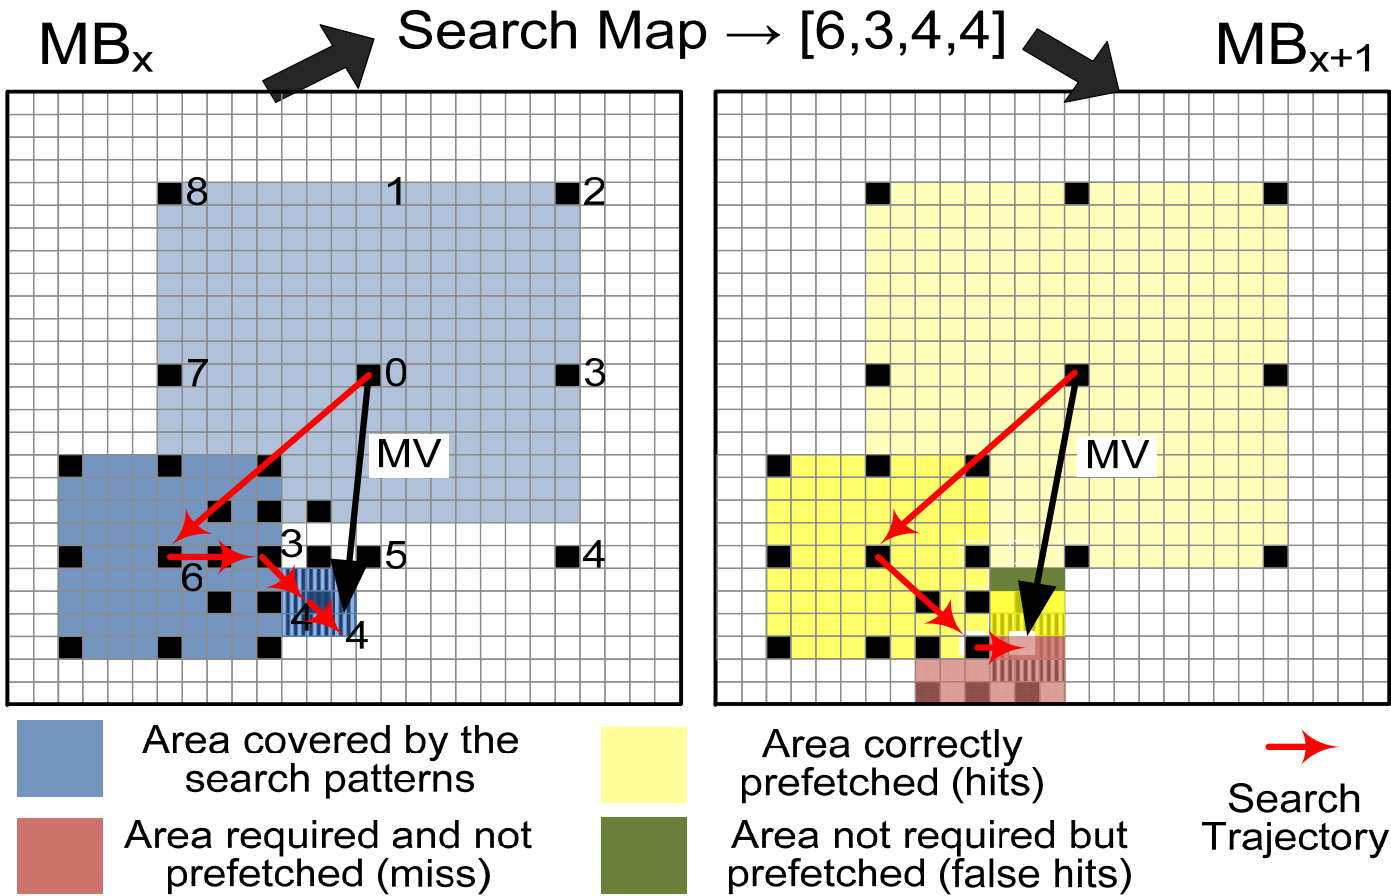 MBx
Search Map → [6,3,4,4]
MBx+1
8
1
2
7
0
3
MV
MV
3
5
4
6
4
4
Area covered by the
search patterns
Area correctly
prefetched (hits)
Search
Trajectory
Area required and not
prefetched (miss)
Area not required but
prefetched (false hits)